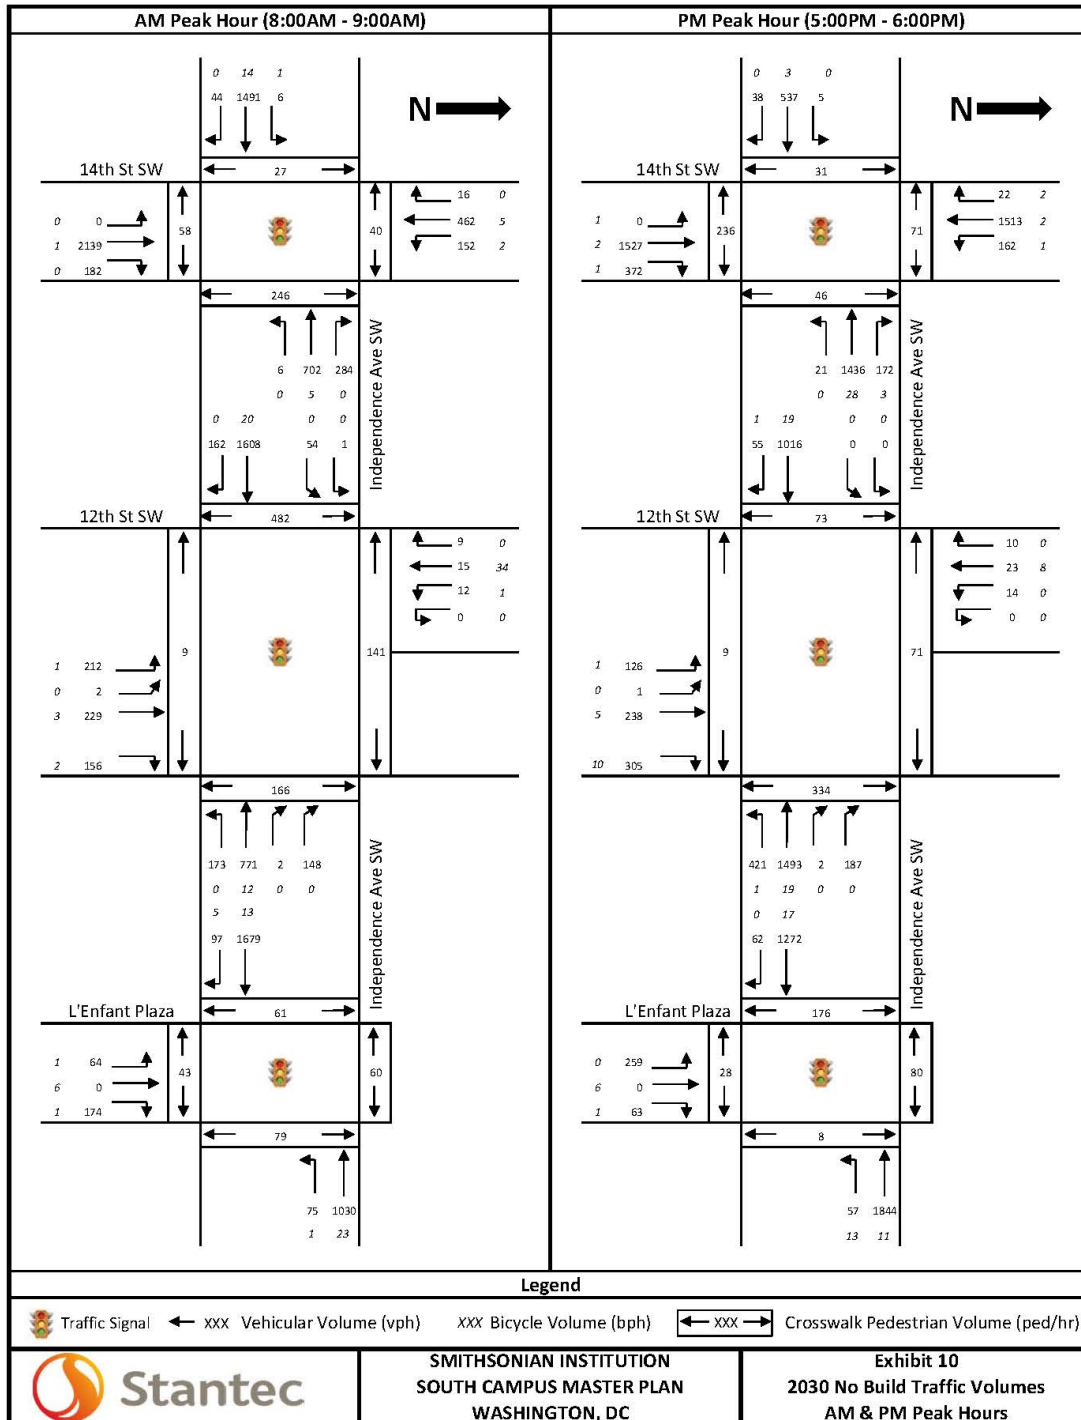 AM Peak Hour (8:00AM - 9:00AM)
0 14 1
44 1491 6
N
14th St SW
27
0 0
1 2139
0 182
58
40
16 0
462 5
152 2
246
6 702 284
0 5 0
0 20 0 0
162 1608 54 1
Independence Ave SW
12th St SW
482
9 0
15 34
12 1
0 0
9
141
1 212
0 2
3 229
2 156
166
173 771 2 148
0 12 0 0
5 13
97 1679
Independence Ave SW
L'Enfant Plaza
61
1 64
6 0
1 174
43
60
79
75 1030
1 23
PM Peak Hour (5:00PM - 6:00PM)
0 3 0
38 537 5
N
14th St SW
31
1 0
2 1527
1 372
236
71
22 2
1513 2
162 1
46
21 1436 172
0 28 3
1 19 0 0
55 1016 0 0
Independence Ave SW
12th St SW
73
10 0
23 8
14 0
0 0
9
71
1 126
0 1
5 238
10 305
334
421 1493 2 187
1 19 0 0
0 17
62 1272
Independence Ave SW
L'Enfant Plaza
176
0 259
6 0
1 63
28
80
8
57 1844
13 11
Legend
Traffic Signal
XXX Vehicular Volume (vph)
XXX Bicycle Volume (bph)
XXX Crosswalk Pedestrian Volume (ped/hr)
Stantec
SMITHSONIAN INSTITUTION
SOUTH CAMPUS MASTER PLAN
WASHINGTON, DC
Exhibit 10
2030 No Build Traffic Volumes
AM & PM Peak Hours